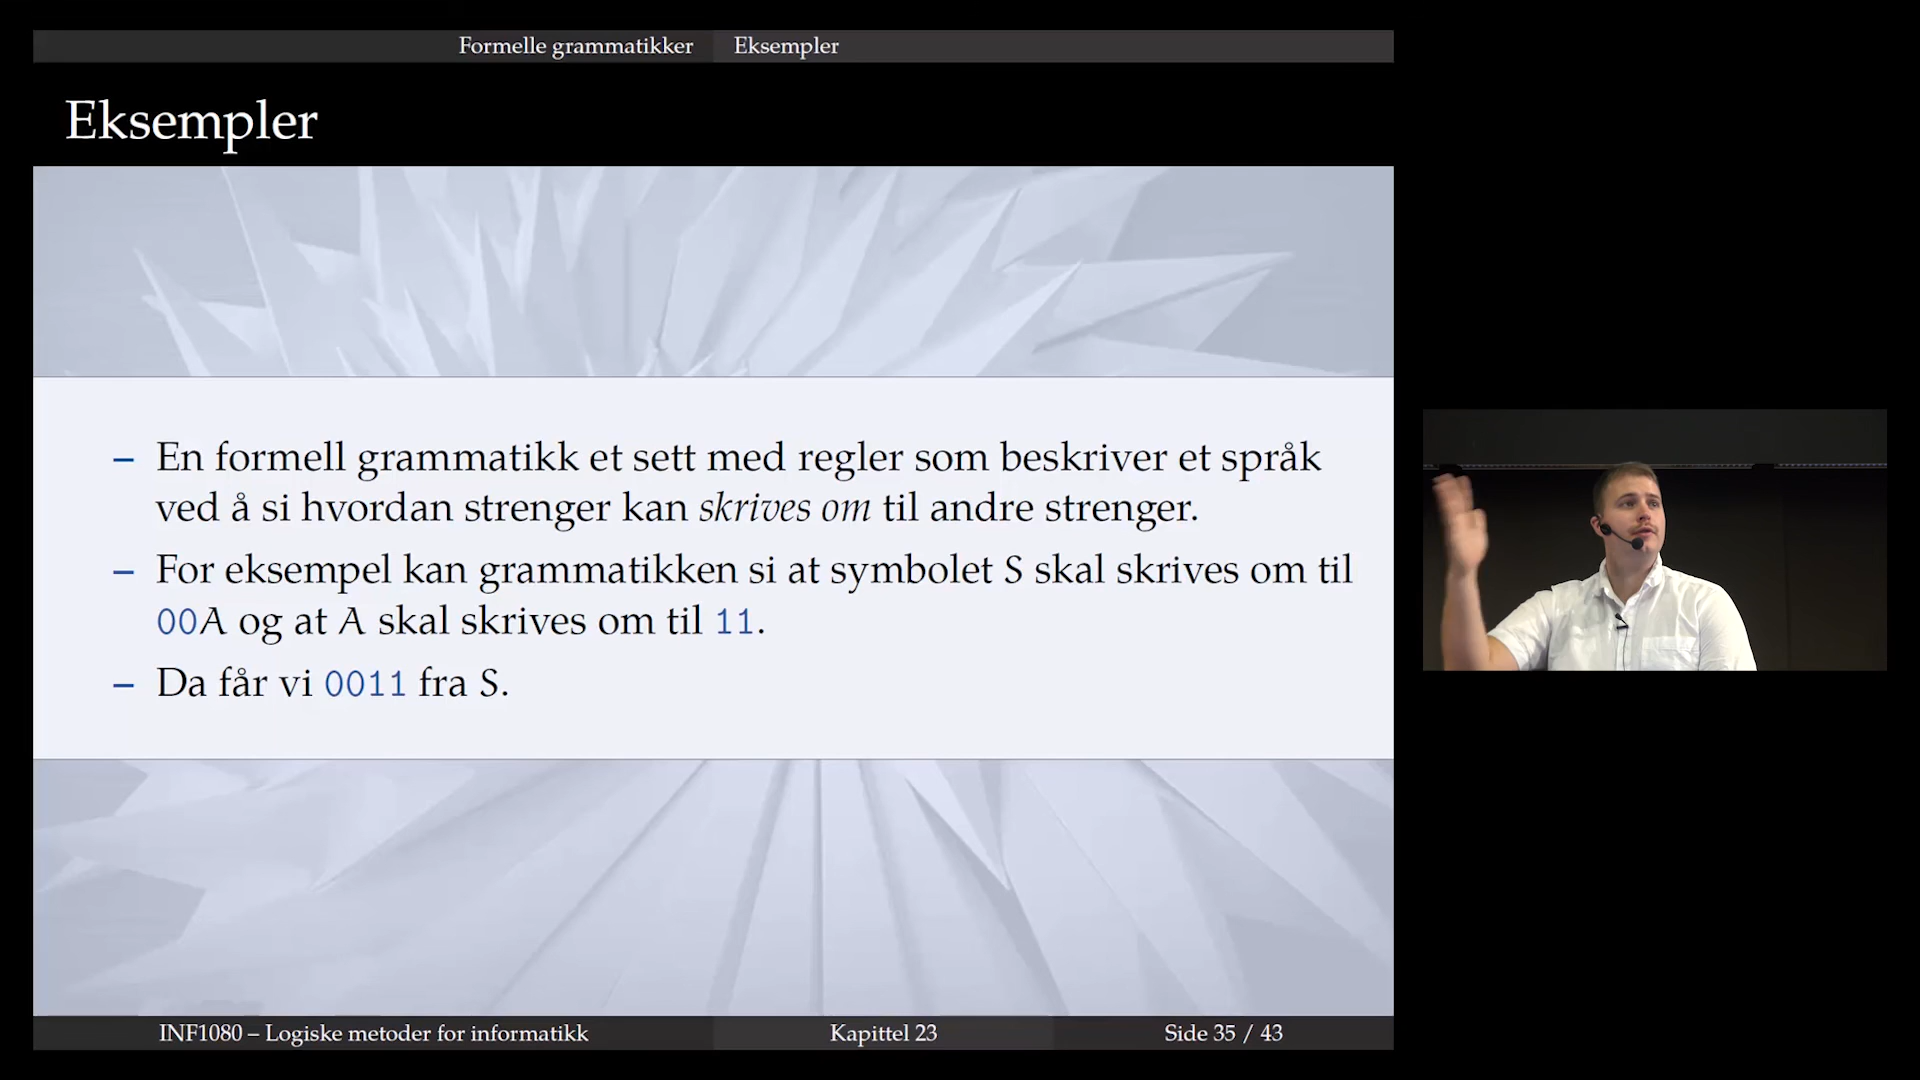 Formelle grammatikker Eksempler
Eksempler
– En formell grammatikk et sett med regler som beskriver et språk
ved å si hvordan strenger kan skrives om til andre strenger.
– For eksempel kan grammatikken si at symbolet S skal skrives om til
00A og at A skal skrives om til 11.
– Da får vi 0011 fra S.
INF1080 – Logiske metoder for informatikk Kapittel 23 Side 35 / 43